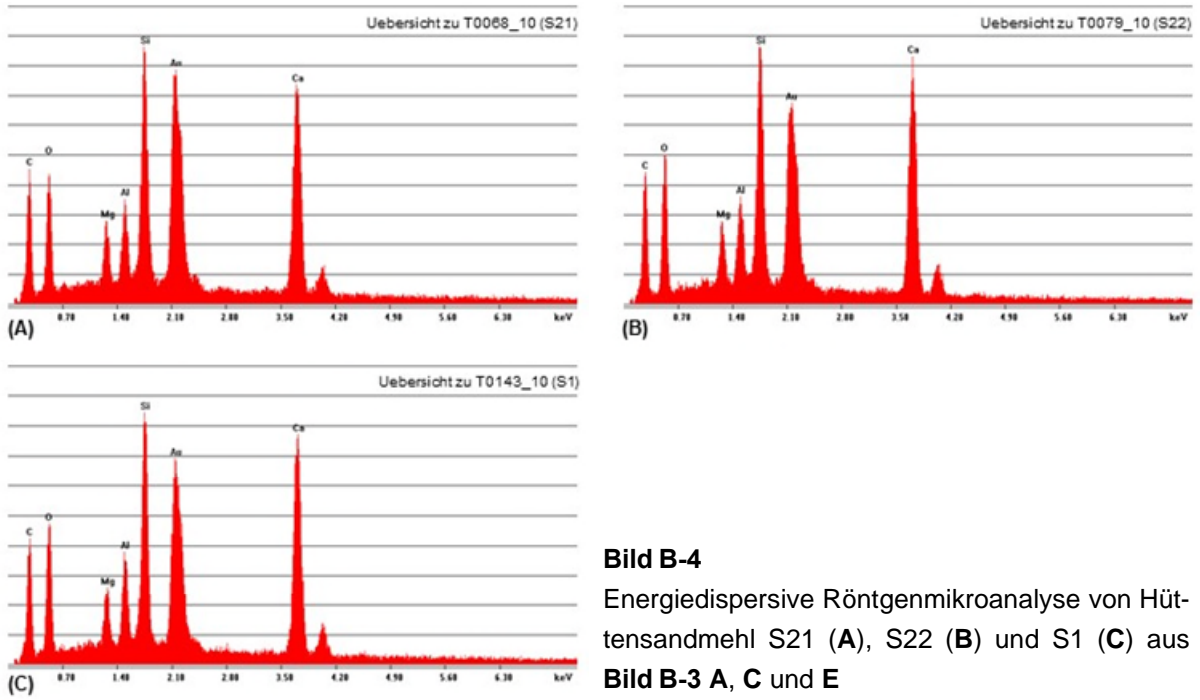 Uebersicht zu T0068_10 (S21)
Si
Au
Ca
C
O
Mg
Al
0.70 1.40 2.10 2.80 3.50 4.20 4.90 5.60 6.30 keV
(A)
Uebersicht zu T0079_10 (S22)
Si
Ca
Au
O
C
Al
Mg
0.70 1.40 2.10 2.80 3.50 4.20 4.90 5.60 6.30 keV
(B)
Uebersicht zu T0143_10 (S1)
Si
Ca
Au
O
C
Al
Mg
0.70 1.40 2.10 2.80 3.50 4.20 4.90 5.60 6.30 keV
(C)
Bild B-4
Energiedispersive Röntgenmikroanalyse von Hüt-
tensandmehl S21 (A), S22 (B) und S1 (C) aus
Bild B-3 A, C und E